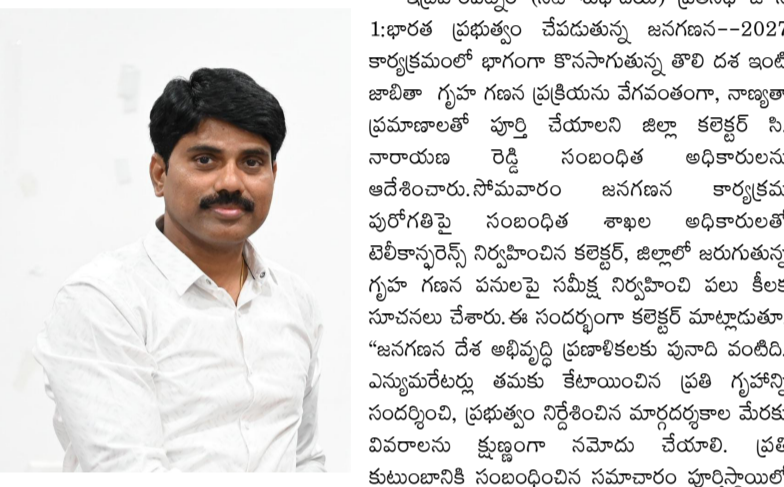 1:భారత ప్రభుత్వం చేపడుతున్న జనగణన--2027
కార్యక్రమంలో భాగంగా కొనసాగుతున్న తొలి దశ ఇంటి
జాబితా గృహ గణన ప్రక్రియను వేగవంతంగా, నాణ్యతా
ప్రమాణాలతో పూర్తి చేయాలని జిల్లా కలెక్టర్ సి.
నారాయణ రెడ్డి సంబంధిత అధికారులను
ఆదేశించారు.సోమవారం జనగణన కార్యక్రమ
పురోగతిపై సంబంధిత శాఖల అధికారులతో
టెలీకాన్ఫరెన్స్ నిర్వహించిన కలెక్టర్, జిల్లాలో జరుగుతున్న
గృహ గణన పనులపై సమీక్ష నిర్వహించి పలు కీలక
సూచనలు చేశారు.ఈ సందర్భంగా కలెక్టర్ మాట్లాడుతూ,
“జనగణన దేశ అభివృద్ధి ప్రణాళికలకు పునాది వంటిది.
ఎన్యుమరేటర్లు తమకు కేటాయించిన ప్రతి గృహాన్ని
సందర్శించి, ప్రభుత్వం నిర్దేశించిన మార్గదర్శకాల మేరకు
వివరాలను క్షుణ్ణంగా నమోదు చేయాలి. ప్రతి
కుటుంబానికి సంబంధించిన సమాచారం పూర్తిస్థాయిలో